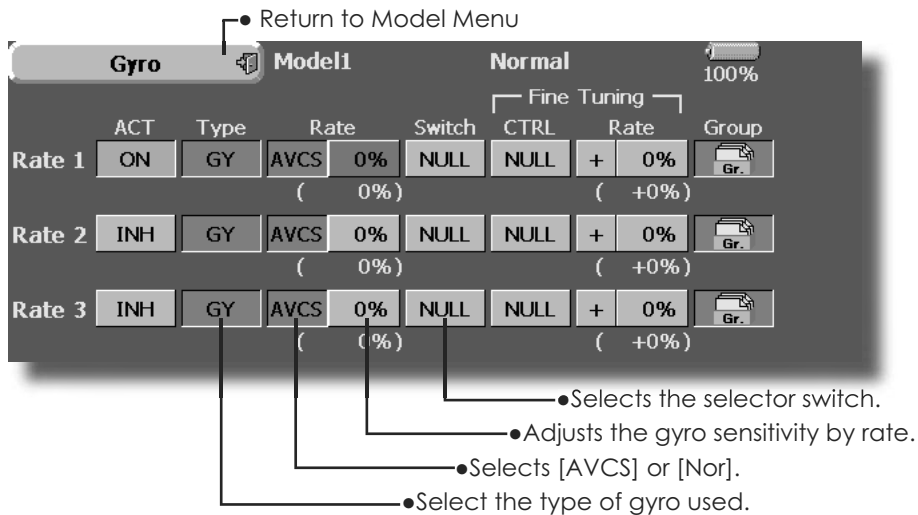 ● Return to Model Menu
Gyro Model1 Normal 100%
Fine Tuning
ACT Type Rate Switch CTRL Rate Group
Rate 1 ON GY AVCS 0% NULL NULL + 0% Gr.
( 0%) ( +0%)
Rate 2 INH GY AVCS 0% NULL NULL + 0% Gr.
( 0%) ( +0%)
Rate 3 INH GY AVCS 0% NULL NULL + 0% Gr.
( 0%) ( +0%)
●Selects the selector switch.
●Adjusts the gyro sensitivity by rate.
●Selects [AVCS] or [Nor].
●Select the type of gyro used.